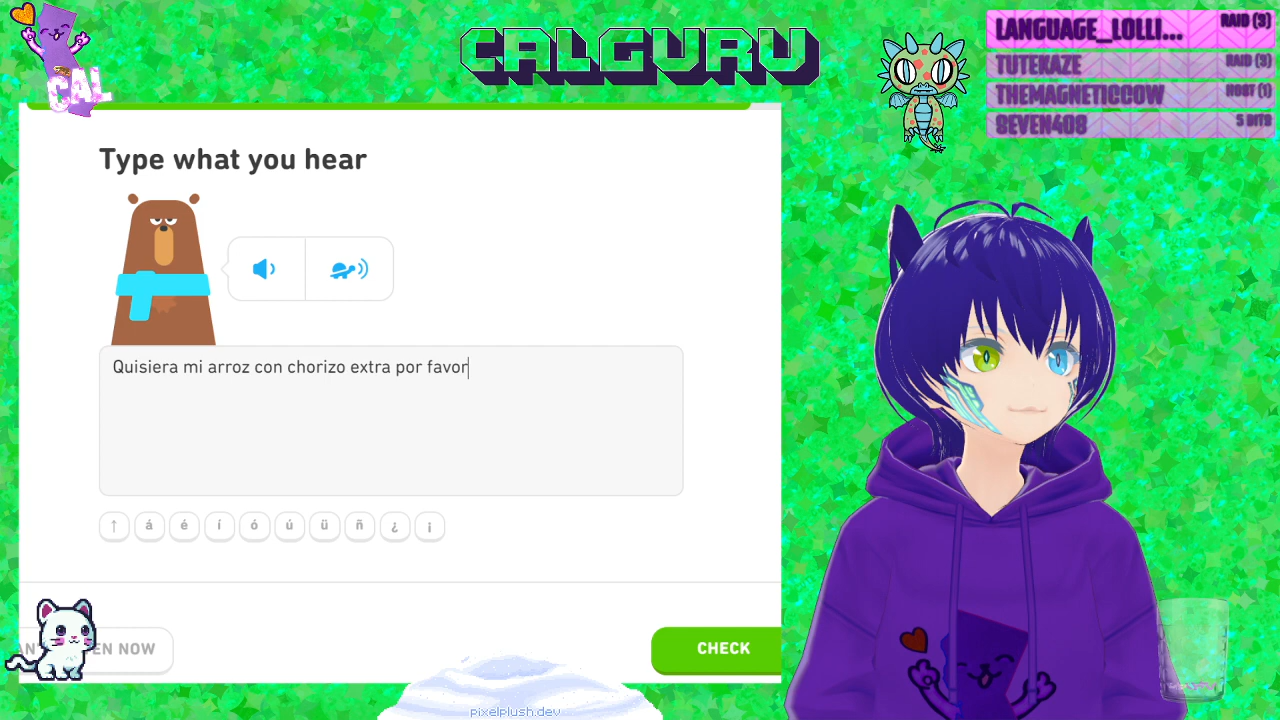 CAL
CALGURU
LANGUAGE_LOLLI... RAID (3)
TUTEKAZE RAID (3)
THEMAGNETICCOW HOST (1)
SEVEN408 5 BITS
Type what you hear
Quisiera mi arroz con chorizo extra por favor
↑ á é í ó ú ü ñ ¿ ¡
EN NOW
CHECK
pixelplush.dev